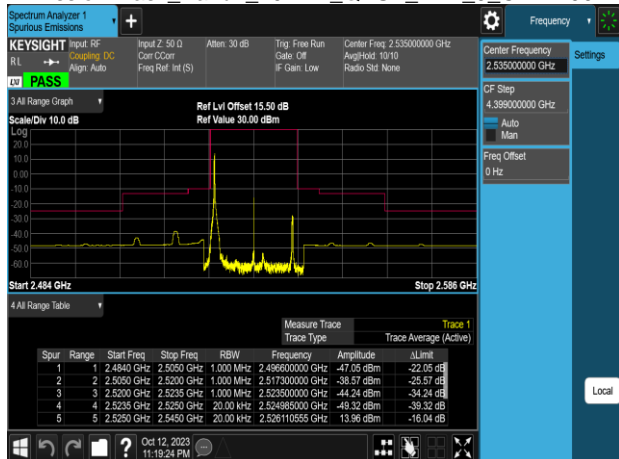 Spectrum Analyzer 1
Spurious Emissions
+
Frequency
KEYSIGHT Input: RF Input Z: 50 Ω Atten: 30 dB Trig: Free Run Center Freq: 2.535000000 GHz
RL Coupling: DC Corr CCorr Gate: Off Avg|Hold: 10/10
Align: Auto Freq Ref: Int (S) IF Gain: Low Radio Std: None
LXI PASS
Center Frequency
2.535000000 GHz
Settings
CF Step
4.399000000 GHz
Auto
Man
Freq Offset
0 Hz
3 All Range Graph
Ref Lvl Offset 15.50 dB
Scale/Div 10.0 dB Ref Value 30.00 dBm
Log
20.0
10.0
0.00
-10.0
-20.0
-30.0
-40.0
-50.0
-60.0
Start 2.484 GHz Stop 2.586 GHz
4 All Range Table
Measure Trace Trace 1
Trace Type Trace Average (Active)
Spur Range Start Freq Stop Freq RBW Frequency Amplitude ΔLimit
1 1 2.4840 GHz 2.5050 GHz 1.000 MHz 2.496600000 GHz -47.05 dBm -22.05 dB
2 2 2.5050 GHz 2.5200 GHz 1.000 MHz 2.517300000 GHz -38.57 dBm -25.57 dB
3 3 2.5200 GHz 2.5235 GHz 1.000 MHz 2.523500000 GHz -44.24 dBm -34.24 dB
4 4 2.5235 GHz 2.5250 GHz 20.00 kHz 2.524985000 GHz -49.32 dBm -39.32 dB
5 5 2.5250 GHz 2.5450 GHz 20.00 kHz 2.526110555 GHz 13.96 dBm -16.04 dB
Local
? Oct 12, 2023
11:19:24 PM